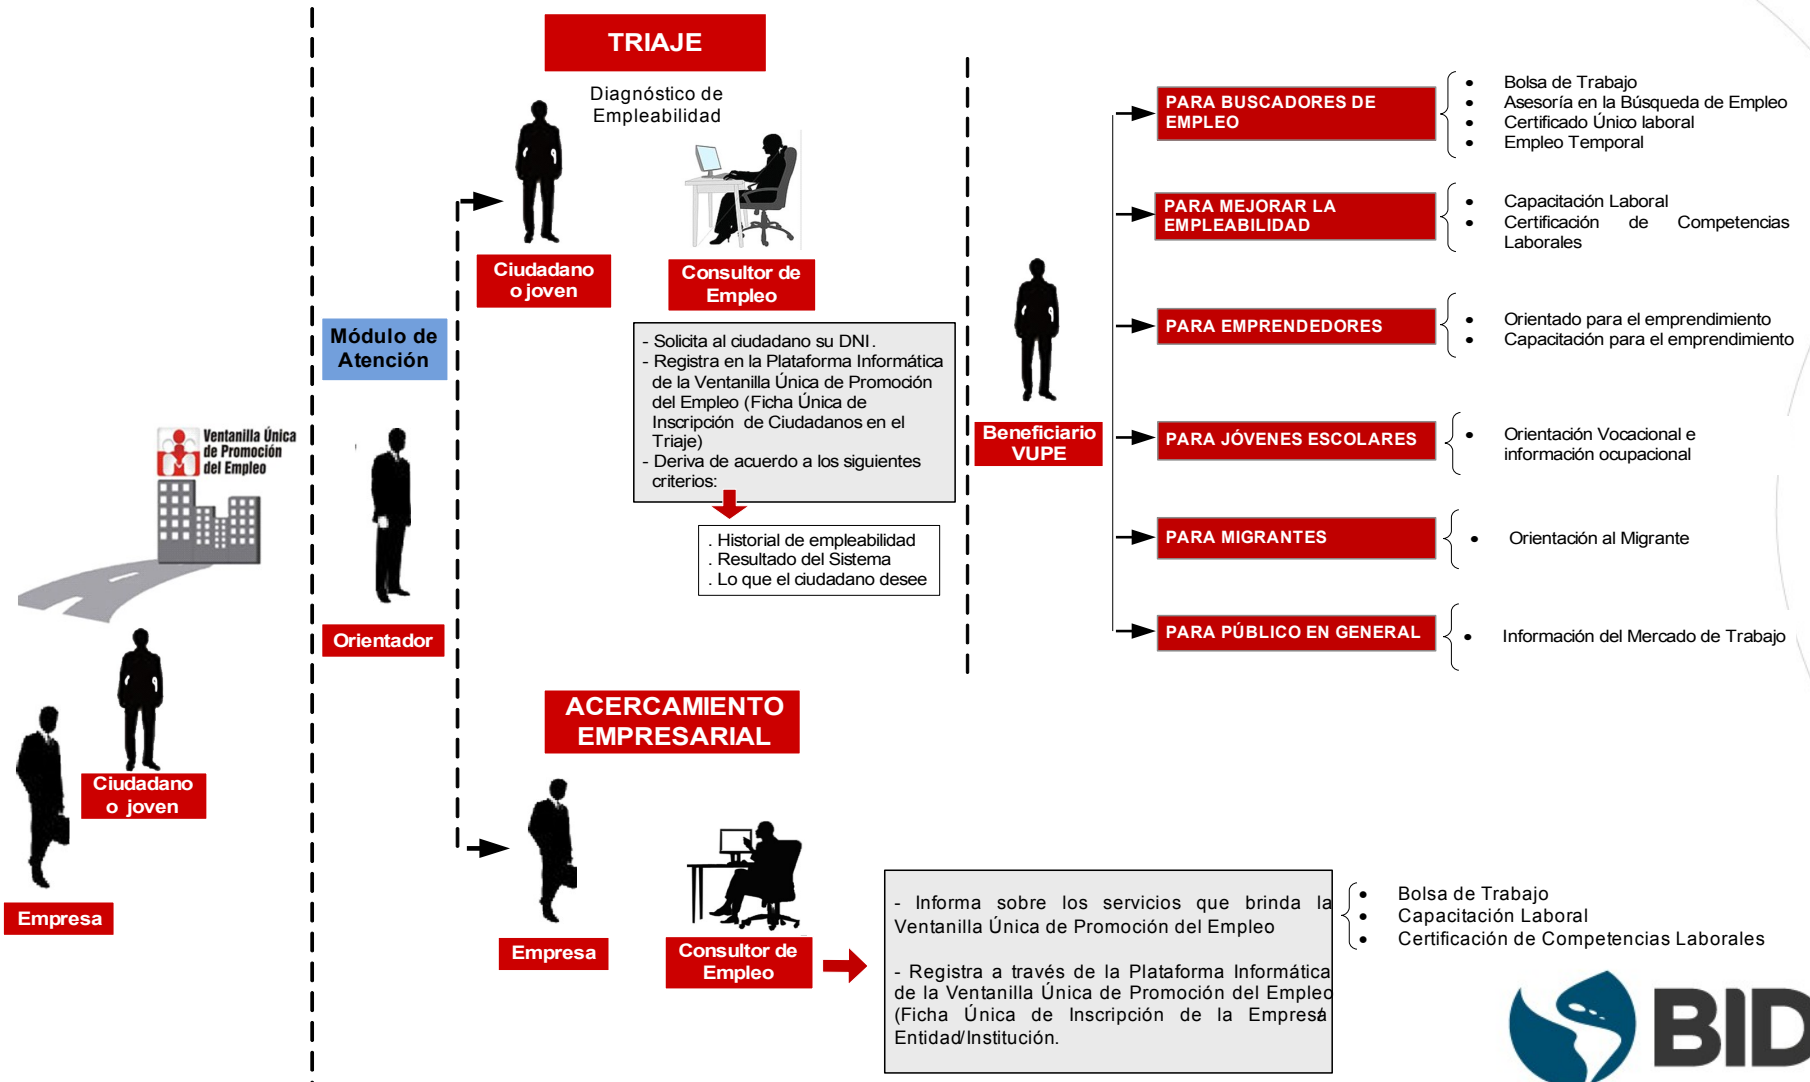 TRIAJE
Diagnóstico de
Empleabilidad
Ciudadano
o joven
Consultor de
Empleo
- Solicita al ciudadano su DNI.
- Registra en la Plataforma Informática
de la Ventanilla Única de Promoción
del Empleo (Ficha Única de
Inscripción de Ciudadanos en el
Triaje)
- Deriva de acuerdo a los siguientes
criterios:
. Historial de empleabilidad
. Resultado del Sistema
. Lo que el ciudadano desee
Módulo de
Atención
Orientador
Ventanilla Única
de Promoción
del Empleo
Ciudadano
o joven
Empresa
Beneficiario
VUPE
PARA BUSCADORES DE
EMPLEO
• Bolsa de Trabajo
• Asesoría en la Búsqueda de Empleo
• Certificado Único laboral
• Empleo Temporal
PARA MEJORAR LA
EMPLEABILIDAD
• Capacitación Laboral
• Certificación de Competencias
Laborales
PARA EMPRENDEDORES
• Orientado para el emprendimiento
• Capacitación para el emprendimiento
PARA JÓVENES ESCOLARES
• Orientación Vocacional e
información ocupacional
PARA MIGRANTES
• Orientación al Migrante
PARA PÚBLICO EN GENERAL
• Información del Mercado de Trabajo
ACERCAMIENTO
EMPRESARIAL
Empresa
Consultor de
Empleo
- Informa sobre los servicios que brinda la
Ventanilla Única de Promoción del Empleo
- Registra a través de la Plataforma Informática
de la Ventanilla Única de Promoción del Empleo
(Ficha Única de Inscripción de la Empresa/
Entidad/Institución.
• Bolsa de Trabajo
• Capacitación Laboral
• Certificación de Competencias Laborales
BID